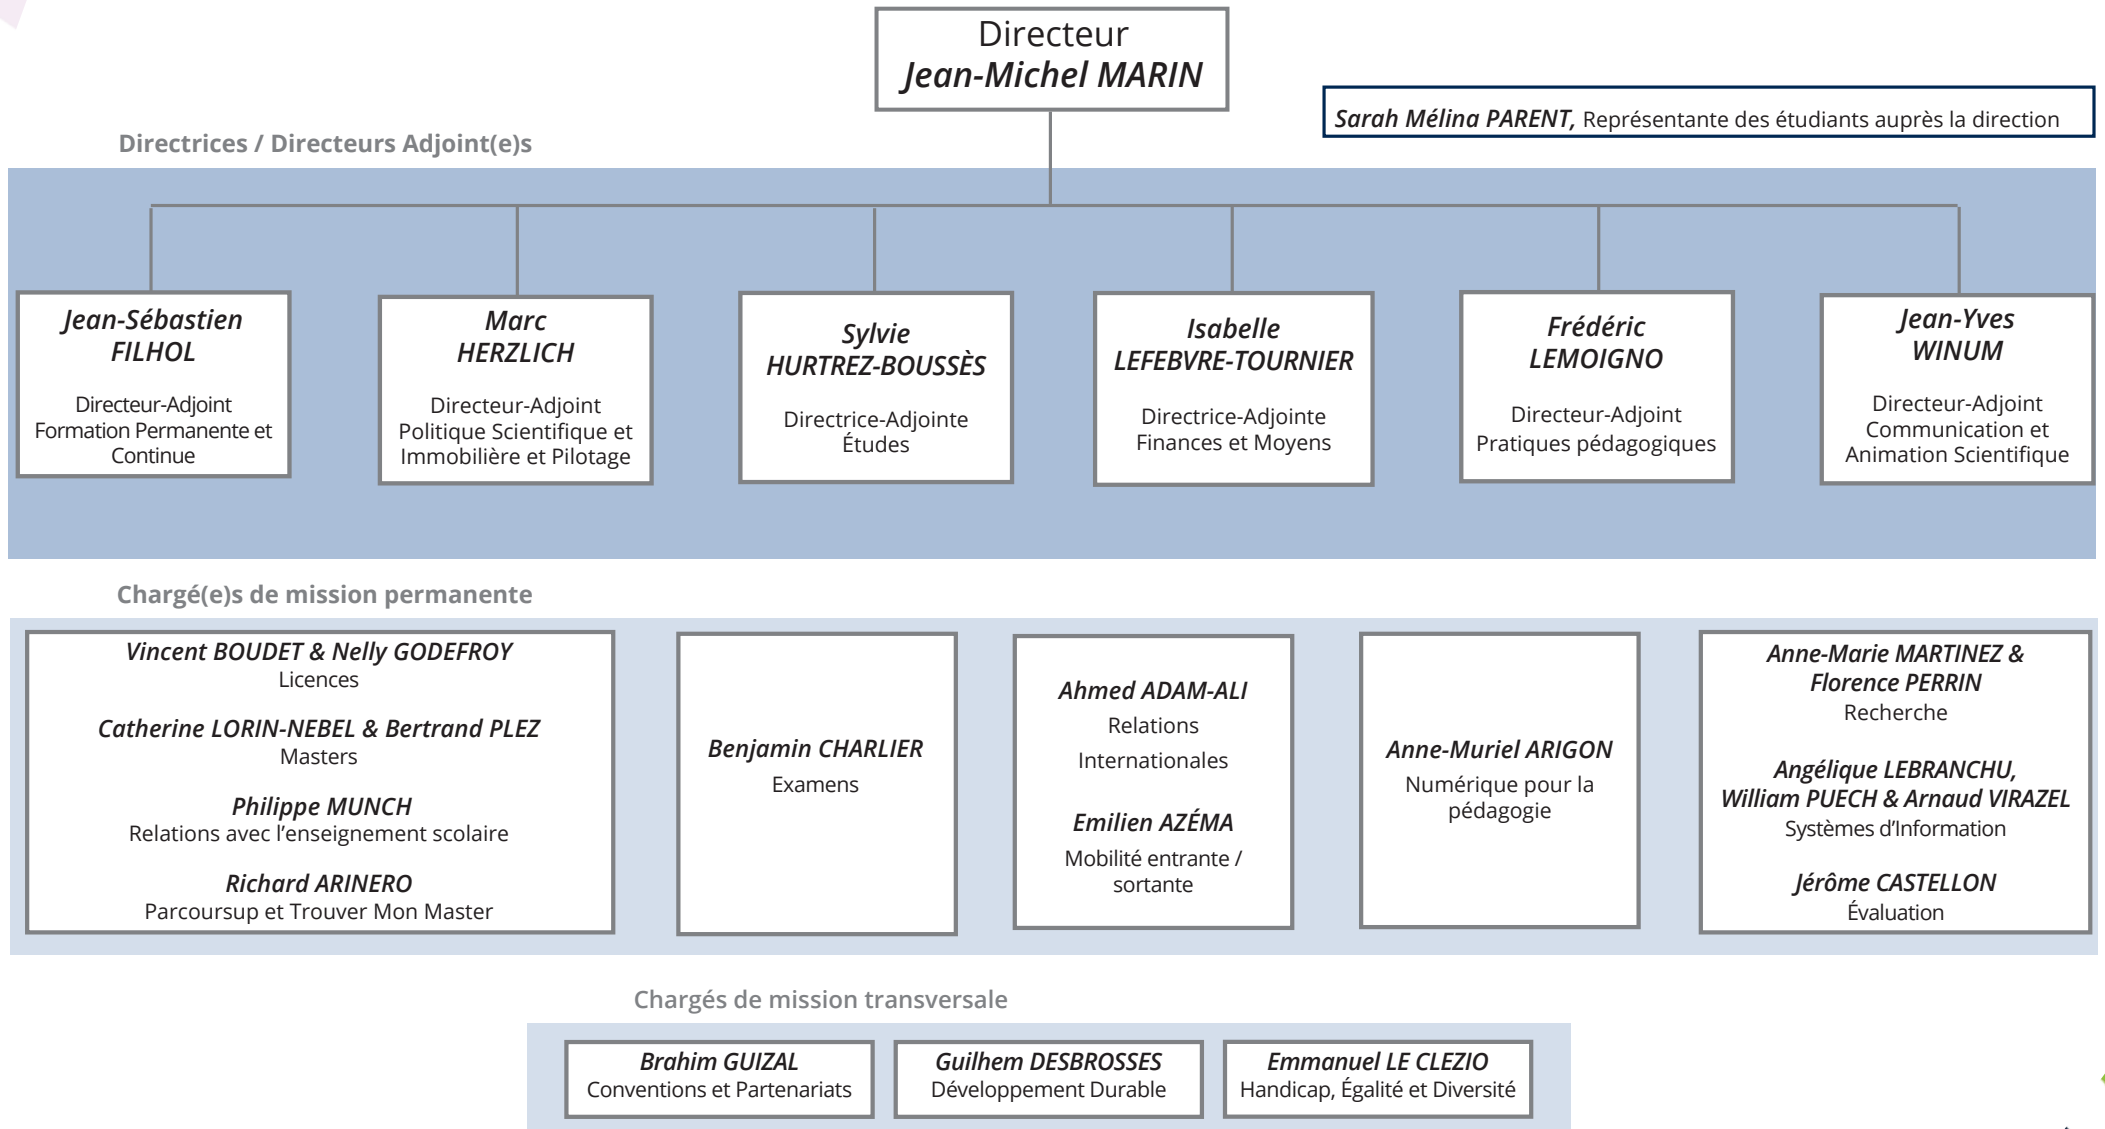 Directeur
Jean-Michel MARIN
Sarah Mélina PARENT, Représentante des étudiants auprès la direction
Directrices / Directeurs Adjoint(e)s
Jean-Sébastien
FILHOL
Directeur-Adjoint
Formation Permanente et
Continue
Marc
HERZLICH
Directeur-Adjoint
Politique Scientifique et
Immobilière et Pilotage
Sylvie
HURTREZ-BOUSSÈS
Directrice-Adjointe
Études
Isabelle
LEFEBVRE-TOURNIER
Directrice-Adjointe
Finances et Moyens
Frédéric
LEMOIGNO
Directeur-Adjoint
Pratiques pédagogiques
Jean-Yves
WINUM
Directeur-Adjoint
Communication et
Animation Scientifique
Chargé(e)s de mission permanente
Vincent BOUDET & Nelly GODEFROY
Licences
Catherine LORIN-NEBEL & Bertrand PLEZ
Masters
Philippe MUNCH
Relations avec l'enseignement scolaire
Richard ARINERO
Parcoursup et Trouver Mon Master
Benjamin CHARLIER
Examens
Ahmed ADAM-ALI
Relations
Internationales
Emilien AZÉMA
Mobilité entrante /
sortante
Anne-Muriel ARIGON
Numérique pour la
pédagogie
Anne-Marie MARTINEZ &
Florence PERRIN
Recherche
Angélique LEBRANCHU,
William PUECH & Arnaud VIRAZEL
Systèmes d'Information
Jérôme CASTELLON
Évaluation
Chargés de mission transversale
Brahim GUIZAL
Conventions et Partenariats
Guilhem DESBROSSES
Développement Durable
Emmanuel LE CLEZIO
Handicap, Égalité et Diversité